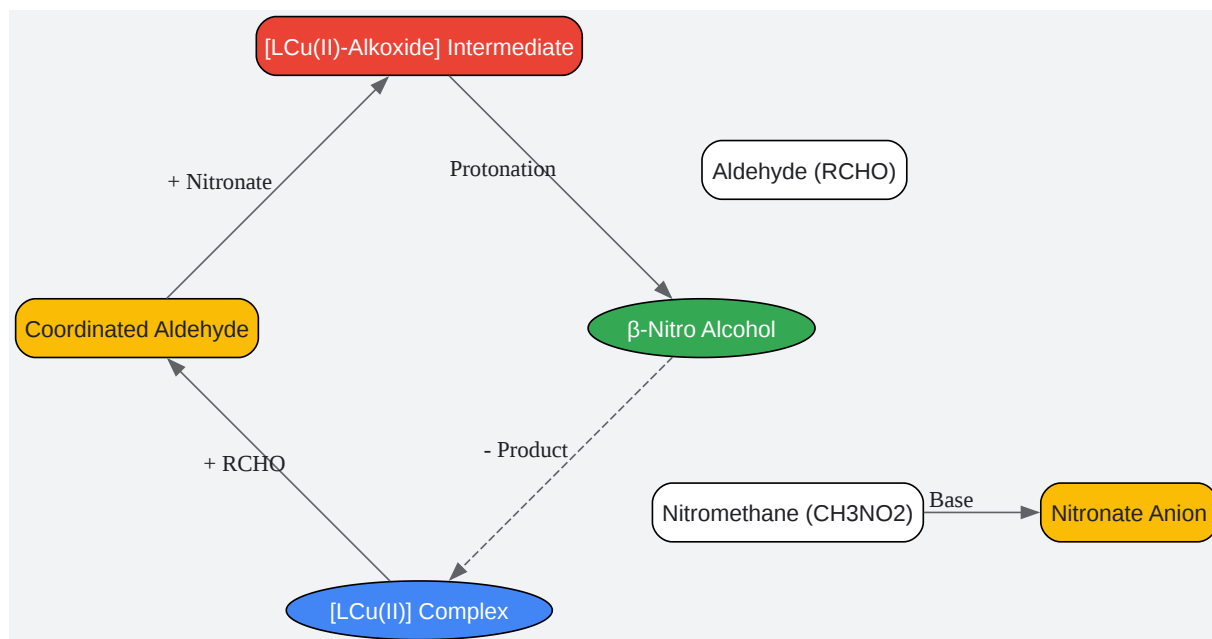 [LCu(II)-Alkoxide] Intermediate
Protonation
Aldehyde (RCHO)
+ Nitronate
Coordinated Aldehyde
β-Nitro Alcohol
- Product
+ RCHO
Nitromethane (CH3NO2)
Base
Nitronate Anion
[LCu(II)] Complex